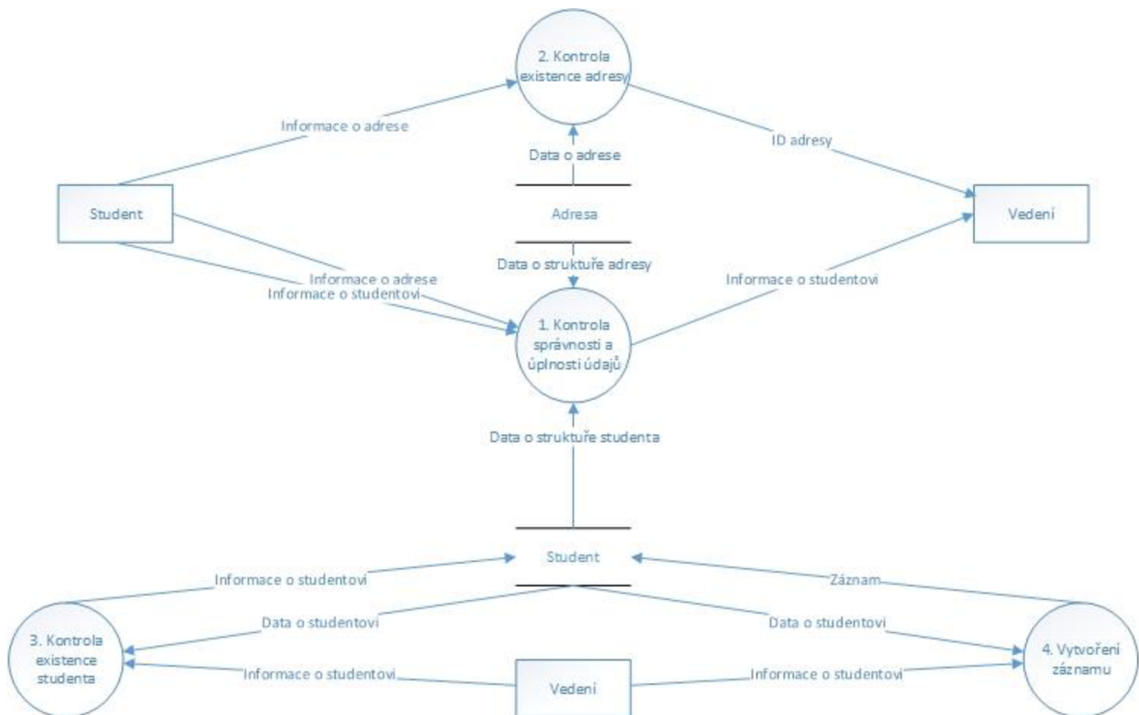 2. Kontrola
existence adresy
Informace o adrese
ID adresy
Data o adrese
Student
Adresa
Vedení
Data o struktuře adresy
Informace o adrese
Informace o studentovi
Informace o studentovi
1. Kontrola
správnosti a
úplnosti údajů
Data o struktuře studenta
Student
Informace o studentovi
Záznam
Data o studentovi
Data o studentovi
3. Kontrola
existence
studenta
4. Vytvoření
záznamu
Informace o studentovi
Vedení
Informace o studentovi